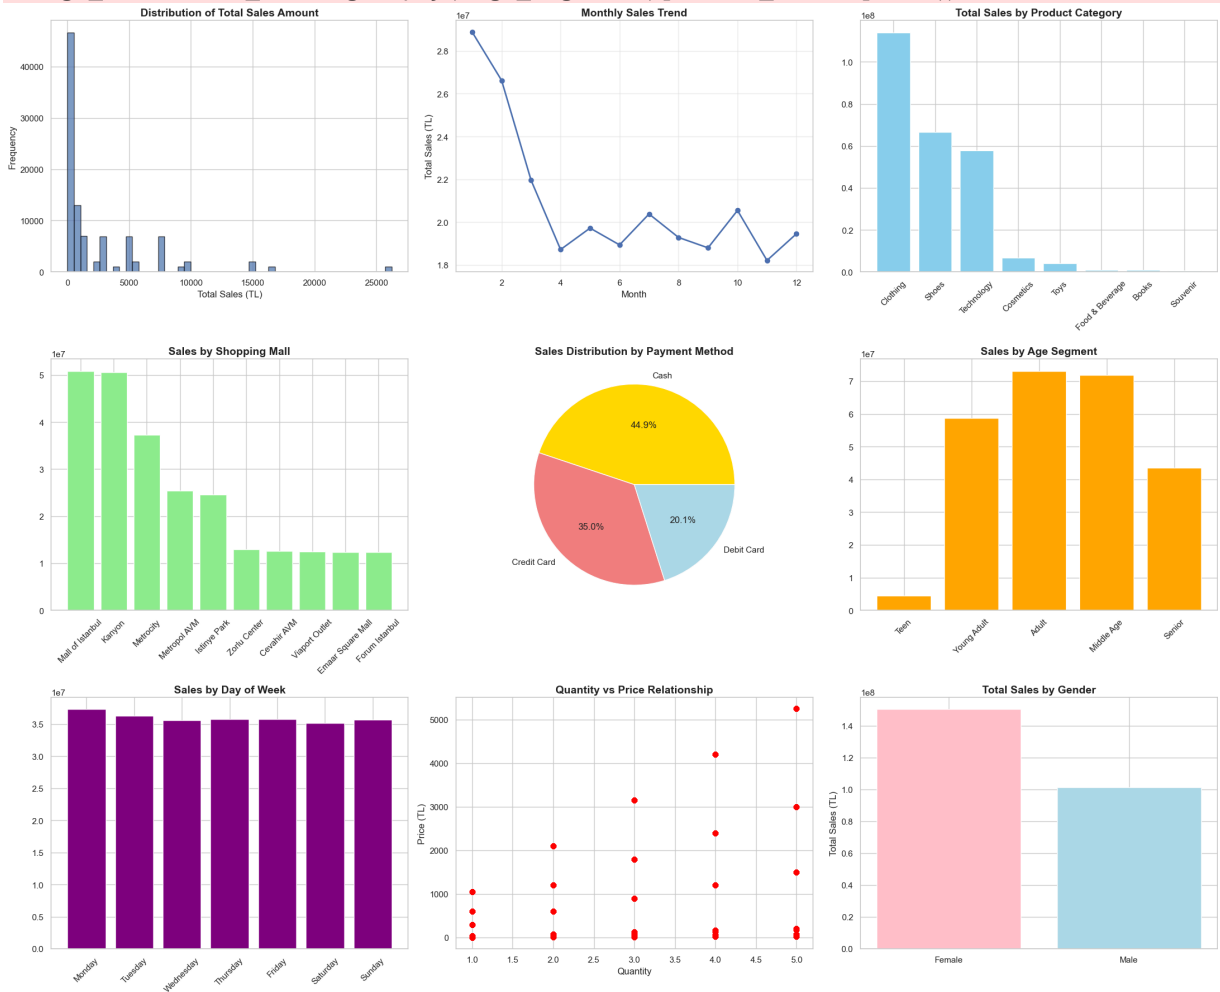 Distribution of Total Sales Amount
40000
30000
20000
10000
0
Frequency
0
5000
10000
15000
20000
25000
Total Sales (TL)
Monthly Sales Trend
1e7
2.8
2.6
2.4
2.2
2.0
1.8
Total Sales (TL)
2
4
6
8
10
12
Month
Total Sales by Product Category
1e8
1.0
0.8
0.6
0.4
0.2
0.0
Clothing
Shoes
Technology
Cosmetics
Toys
Food & Beverage
Books
Souvenir
Sales by Shopping Mall
1e7
5
4
3
2
1
0
Mall of Istanbul
Kanyon
Metrocity
Metropol AVM
Istinye Park
Zorlu Center
Cevahir AVM
Viaport Outlet
Emaar Square Mall
Forum Istanbul
Sales Distribution by Payment Method
Cash
44.9%
35.0%
20.1%
Credit Card
Debit Card
Sales by Age Segment
1e7
7
6
5
4
3
2
1
0
Teen
Young Adult
Adult
Middle Age
Senior
Sales by Day of Week
1e7
3.5
3.0
2.5
2.0
1.5
1.0
0.5
0.0
Monday
Tuesday
Wednesday
Thursday
Friday
Saturday
Sunday
Quantity vs Price Relationship
5000
4000
3000
2000
1000
0
Price (TL)
1.0
1.5
2.0
2.5
3.0
3.5
4.0
4.5
5.0
Quantity
Total Sales by Gender
1e8
1.4
1.2
1.0
0.8
0.6
0.4
0.2
0.0
Total Sales (TL)
Female
Male